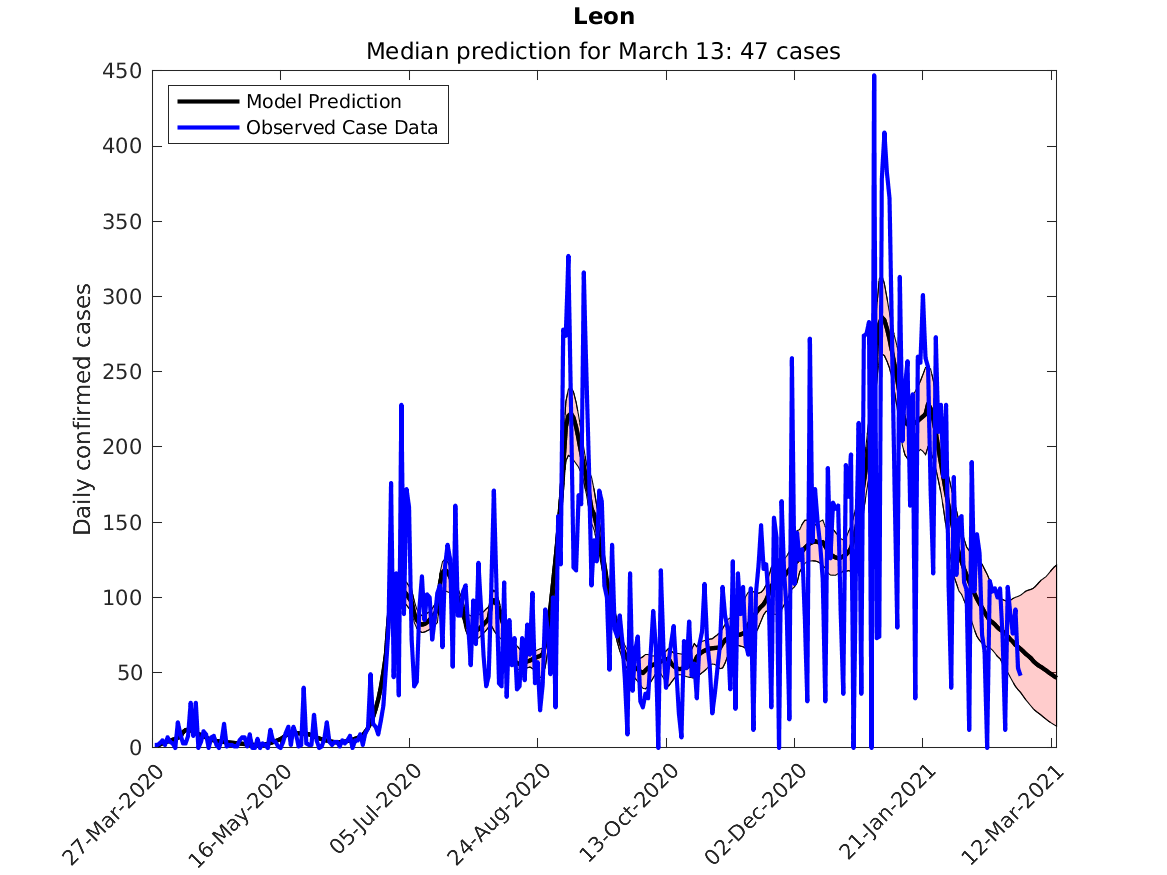 Leon
Median prediction for March 13: 47 cases
450
400
350
300
250
200
150
100
50
0
Daily confirmed cases
Model Prediction
Observed Case Data
27-Mar-2020
16-May-2020
05-Jul-2020
24-Aug-2020
13-Oct-2020
02-Dec-2020
21-Jan-2021
12-Mar-2021